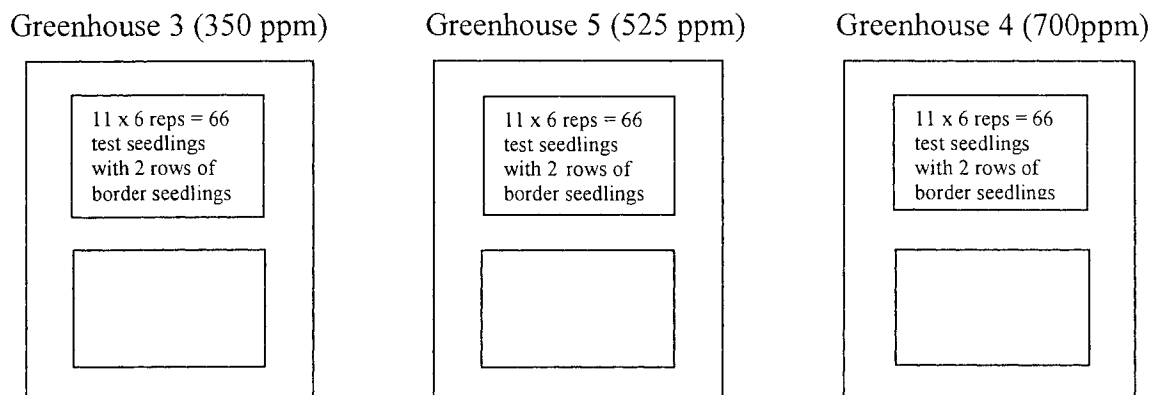 Greenhouse 3 (350 ppm)
11 x 6 reps = 66
test seedlings
with 2 rows of
border seedlings
Greenhouse 5 (525 ppm)
11 x 6 reps = 66
test seedlings
with 2 rows of
border seedlings
Greenhouse 4 (700ppm)
11 x 6 reps = 66
test seedlings
with 2 rows of
border seedlings